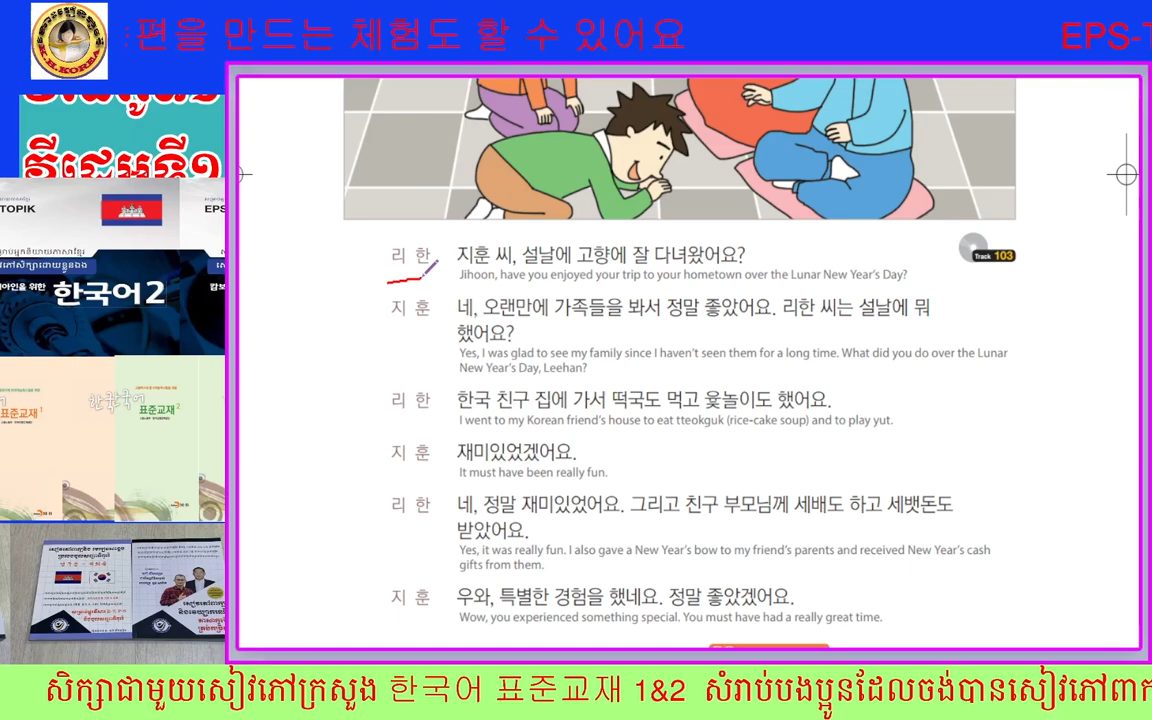 편을 만드는 체험도 할 수 있어요
EPS-T
TOPIK
EPS
한국어 2
한국어
표준교재 1
표준교재 2
리 한 지훈 씨, 설날에 고향에 잘 다녀왔어요?
Jihoon, have you enjoyed your trip to your hometown over the Lunar New Year's Day?
Track 103
지 훈 네, 오랜만에 가족들을 봐서 정말 좋았어요. 리한 씨는 설날에 뭐
했어요?
Yes, I was glad to see my family since I haven't seen them for a long time. What did you do over the Lunar
New Year's Day, Leehan?
리 한 한국 친구 집에 가서 떡국도 먹고 윷놀이도 했어요.
I went to my Korean friend's house to eat tteokguk (rice-cake soup) and to play yut.
지 훈 재미있었겠어요.
It must have been really fun.
리 한 네, 정말 재미있었어요. 그리고 친구 부모님께 세배도 하고 세뱃돈도
받았어요.
Yes, it was really fun. I also gave a New Year's bow to my friend's parents and received New Year's cash
gifts from them.
지 훈 우와, 특별한 경험을 했네요. 정말 좋았겠어요.
Wow, you experienced something special. You must have had a really great time.
សិក្សាជាមួយសៀវភៅក្រសួង 한국어 표준교재 1&2 សំរាប់បងប្អូនដែលចង់បានសៀវភៅ